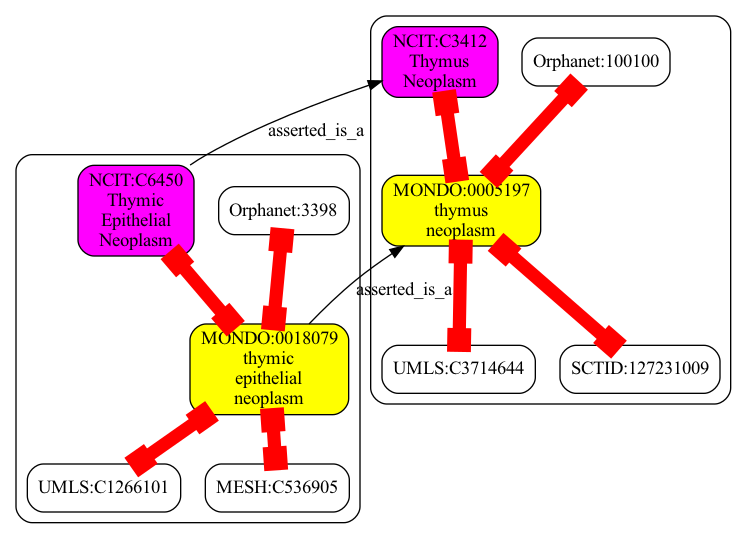 NCIT:C3412
Thymus
Neoplasm
Orphanet:100100
asserted_is_a
NCIT:C6450
Thymic
Epithelial
Neoplasm
Orphanet:3398
MONDO:0005197
thymus
neoplasm
asserted_is_a
MONDO:0018079
thymic
epithelial
neoplasm
UMLS:C3714644
SCTID:127231009
UMLS:C1266101
MESH:C536905